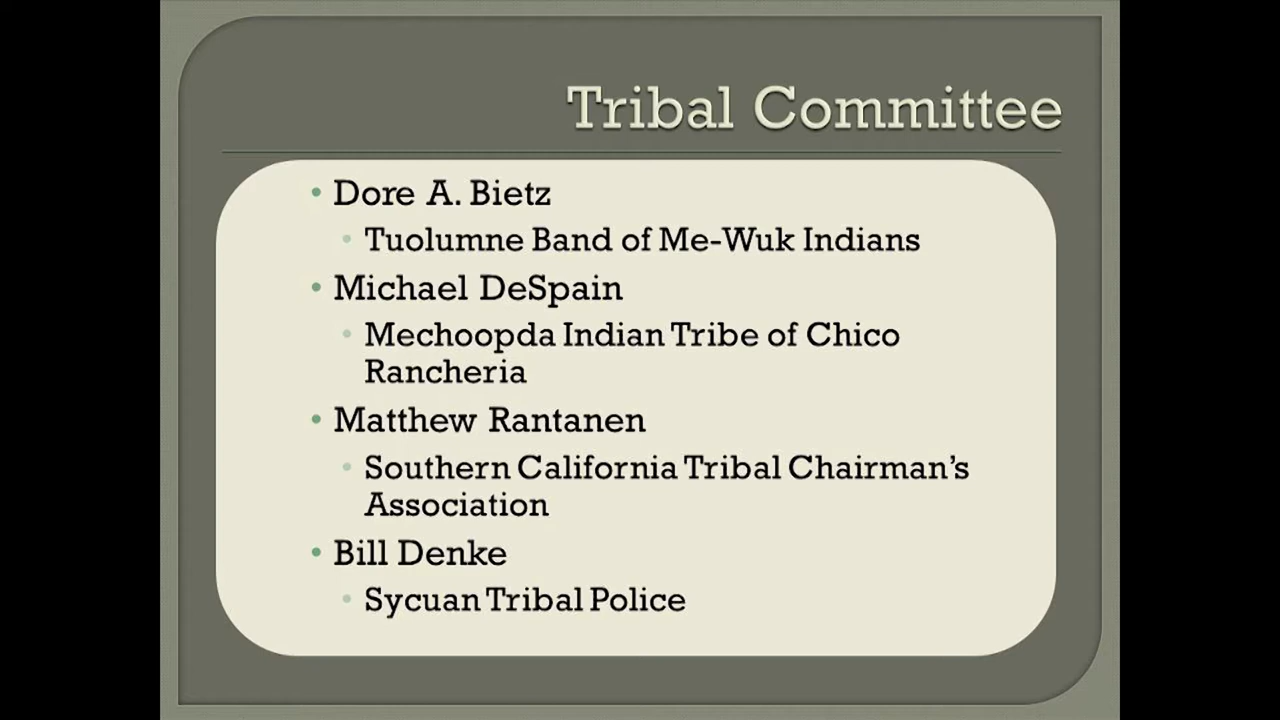 Tribal Committee
• Dore A. Bietz
• Tuolumne Band of Me-Wuk Indians
• Michael DeSpain
• Mechoopda Indian Tribe of Chico
Rancheria
• Matthew Rantanen
• Southern California Tribal Chairman’s
Association
• Bill Denke
• Sycuan Tribal Police